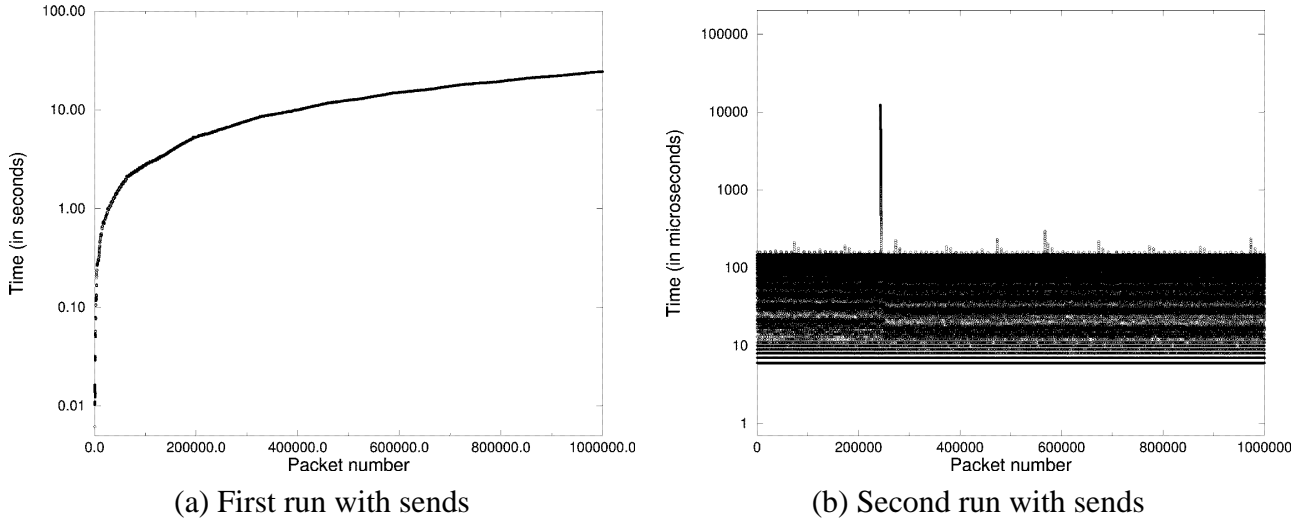 100.00
10.00
1.00
0.10
0.01
Time (in seconds)
0.0 200000.0 400000.0 600000.0 800000.0 1000000.0
Packet number
(a) First run with sends
100000
10000
1000
100
10
1
Time (in microseconds)
0 200000 400000 600000 800000 1000000
Packet number
(b) Second run with sends